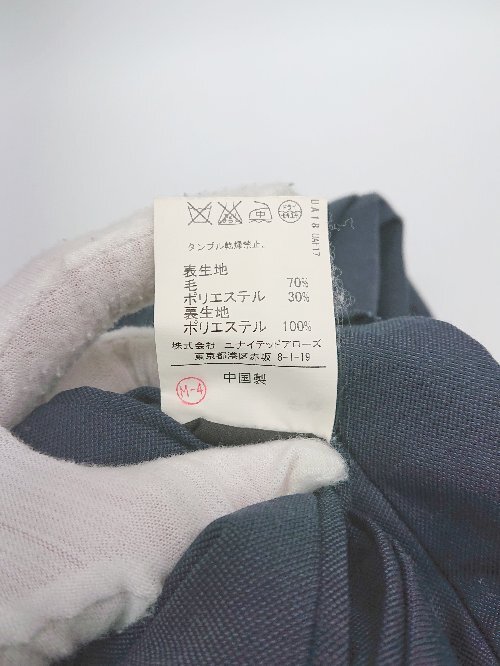 タンブル乾燥禁止.
表生地
毛 70%
ポリエステル 30%
裏生地
ポリエステル 100%
株式会社 ユナイテッドアローズ
東京都港区赤坂 8-1-19
中国製
M-4